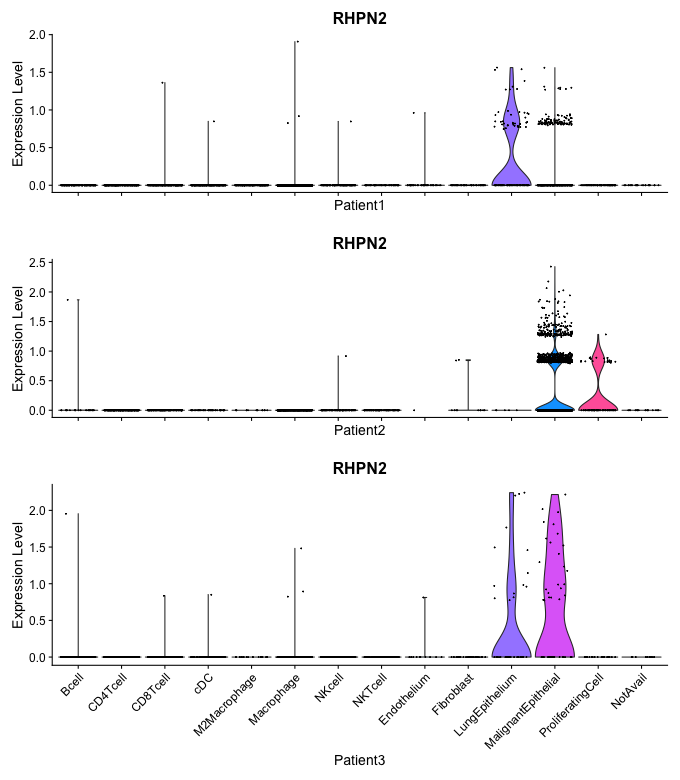 RHPN2
Expression Level
2.0
1.5
1.0
0.5
0.0
Patient1
RHPN2
Expression Level
2.5
2.0
1.5
1.0
0.5
0.0
Patient2
RHPN2
Expression Level
2.0
1.5
1.0
0.5
0.0
Bcell
CD4Tcell
CD8Tcell
cDC
M2Macrophage
Macrophage
NKcell
NKTcell
Endothelium
Fibroblast
LungEpithelium
MalignantEpithelial
ProliferatingCell
NotAvail
Patient3